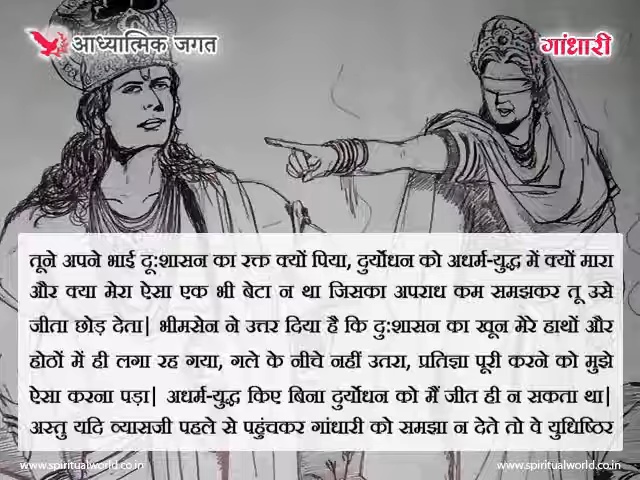 आध्यात्मिक जगत
गांधारी
तूने अपने भाई दू:शासन का रक्त क्यों पिया, दुर्योधन को अधर्म-युद्ध में क्यों मारा
और क्या मेरा ऐसा एक भी बेटा न था जिसका अपराध कम समझकर तू उसे
जीता छोड़ देता| भीमसेन ने उत्तर दिया है कि दु:शासन का खून मेरे हाथों और
होठों में ही लगा रह गया, गले के नीचे नहीं उतरा, प्रतिज्ञा पूरी करने को मुझे
ऐसा करना पड़ा| अधर्म-युद्ध किए बिना दुर्योधन को मैं जीत ही न सकता था|
अस्तु यदि व्यासजी पहले से पहुंचकर गांधारी को समझा न देते तो वे युधिष्ठिर
www.spiritualworld.co.in
www.spiritualworld.co.in